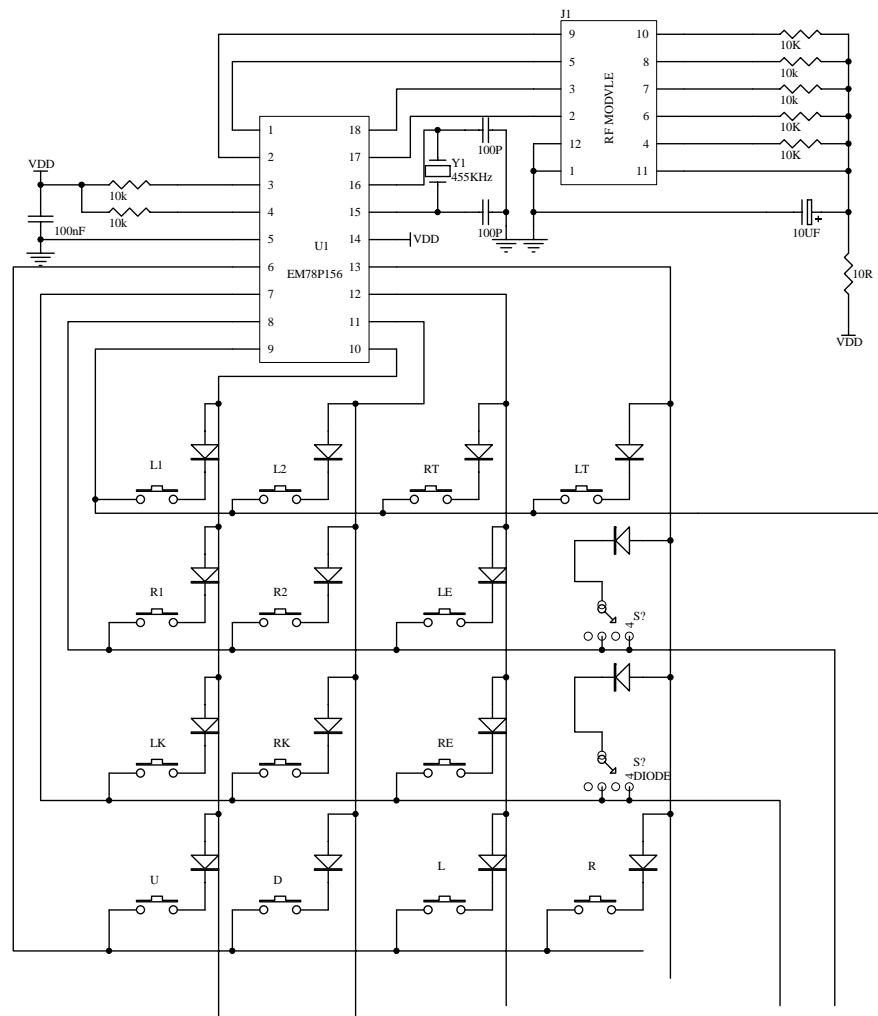 J1
9 10 10K
5 8 10k
3 7 10k
2 6 10K
12 4 10K
1 11
RF MODVLE
1 18
2 17
3 16
4 15
5 14
6 13
7 12
8 11
9 10
U1
EM78P156
VDD
10k
10k
100nF
100P
Y1
455KHz
100P
VDD
10UF
+
10R
VDD
L1 L2 RT LT
R1 R2 LE S?
4
LK RK RE S?
DIODE
4
U D L R